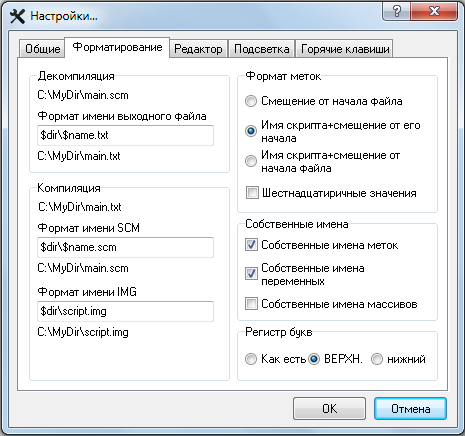 Настройки...
Общие Форматирование Редактор Подсветка Горячие клавиши
Декомпиляция
C:\MyDir\main.scm
Формат имени выходного файла
$dir\$name.txt
C:\MyDir\main.txt
Компиляция
C:\MyDir\main.txt
Формат имени SCM
$dir\$name.scm
C:\MyDir\main.scm
Формат имени IMG
$dir\script.img
C:\MyDir\script.img
Формат меток
Смещение от начала файла
Имя скрипта+смещение от его
начала
Имя скрипта+смещение от
начала файла
Шестнадцатиричные значения
Собственные имена
Собственные имена меток
Собственные имена
переменных
Собственные имена массивов
Регистр букв
Как есть ВЕРХН. нижний
OK Отмена